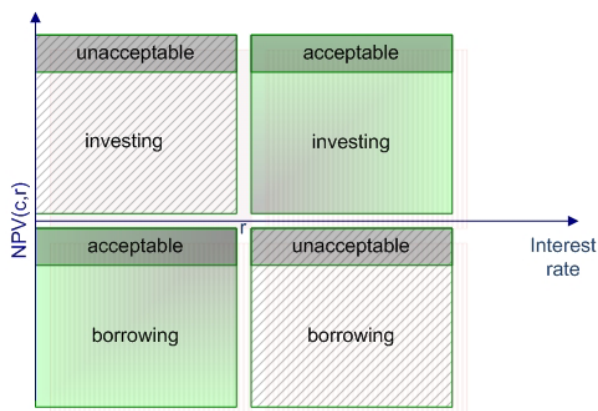 unacceptable
acceptable
investing
investing
NPV(c,r)
r
Interest
rate
acceptable
unacceptable
borrowing
borrowing